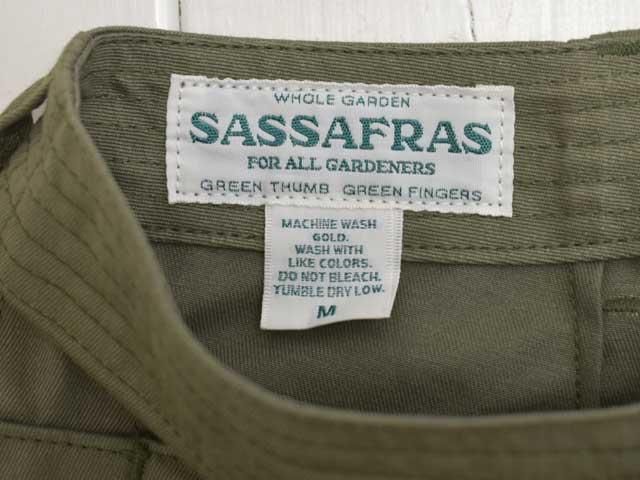 WHOLE GARDEN
SASSAFRAS
FOR ALL GARDENERS
GREEN THUMB GREEN FINGERS
MACHINE WASH
GOLD.
WASH WITH
LIKE COLORS.
DO NOT BLEACH.
TUMBLE DRY LOW.
M